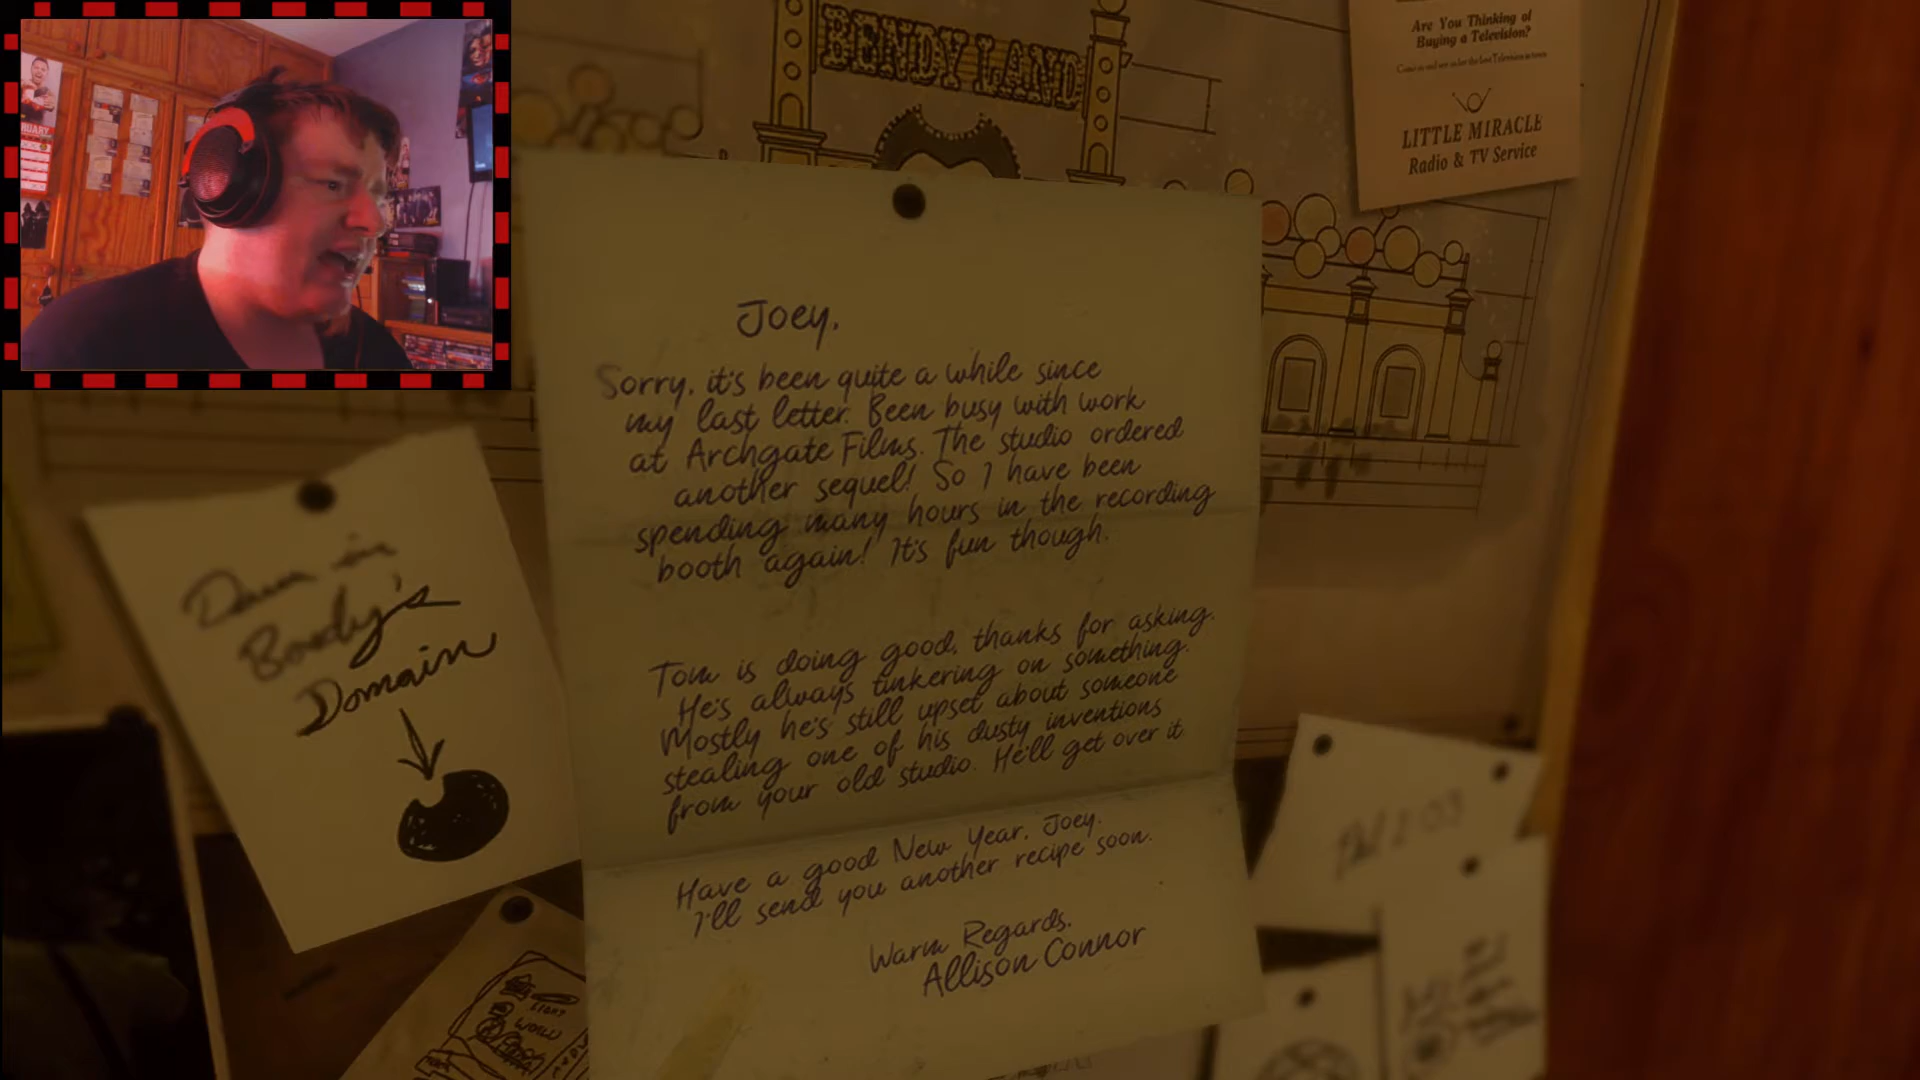 BENDY LAND
Are You Thinking of
Buying a Television?
LITTLE MIRACLE
Radio & TV Service
Joey,
Sorry, it's been quite a while since
my last letter. Been busy with work
at Archgate Films. The studio ordered
another sequel! So I have been
spending many hours in the recording
booth again! It's fun though.
Tom is doing good, thanks for asking.
He's always tinkering on something.
Mostly he's still upset about someone
stealing one of his dusty inventions
from your old studio. He'll get over it.
Have a good New Year, Joey.
I'll send you another recipe soon.
Warm Regards,
Allison Connor
Down in
Domain
LIGHT
WORLD